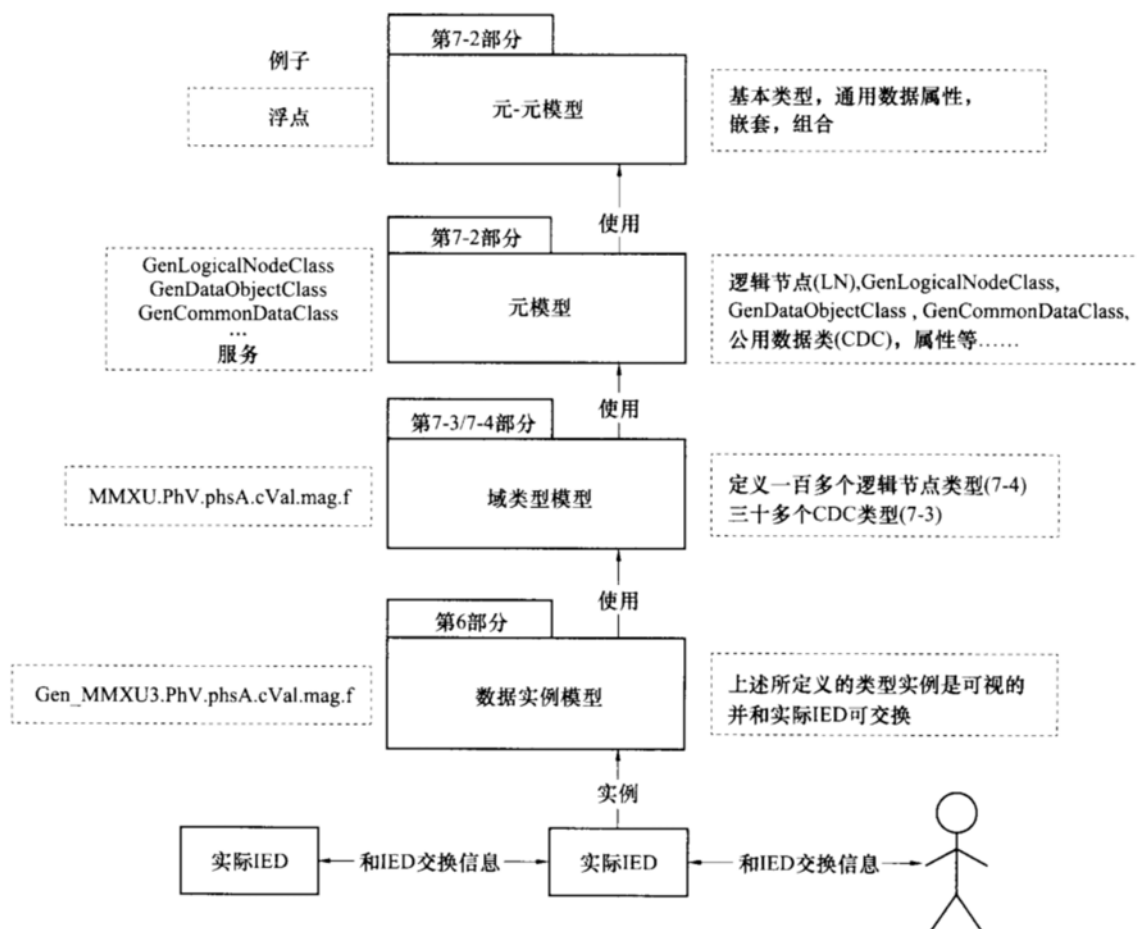 第7-2部分
例子
浮点
元-元模型
基本类型，通用数据属性，
嵌套，组合
使用
第7-2部分
GenLogicalNodeClass
GenDataObjectClass
GenCommonDataClass
...
服务
元模型
逻辑节点(LN),GenLogicalNodeClass,
GenDataObjectClass , GenCommonDataClass,
公用数据类(CDC)，属性等……
使用
第7-3/7-4部分
MMXU.PhV.phsA.cVal.mag.f
域类型模型
定义一百多个逻辑节点类型(7-4)
三十多个CDC类型(7-3)
使用
第6部分
Gen_MMXU3.PhV.phsA.cVal.mag.f
数据实例模型
上述所定义的类型实例是可视的
并和实际IED可交换
实例
实际IED
和IED交换信息
实际IED
和IED交换信息